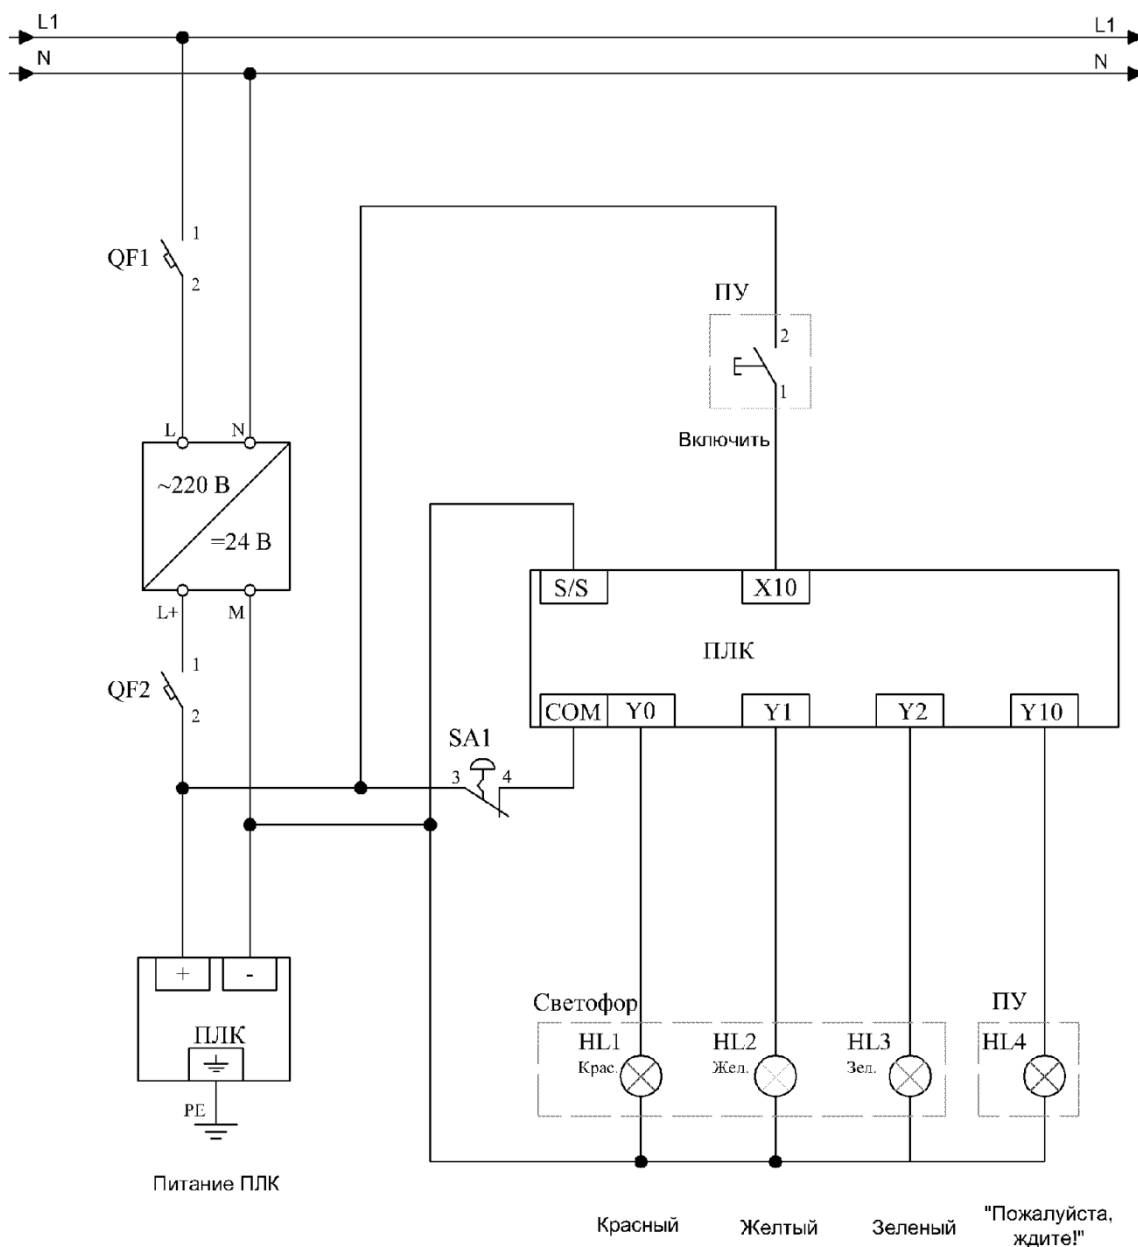 L1
L1
N
N
1
QF1
2
ПУ
2
1
Включить
L
N
~220 В
=24 В
L+
M
S/S
X10
ПЛК
1
QF2
2
COM
Y0
Y1
Y2
Y10
SA1
3
4
+
-
ПЛК
PE
Питание ПЛК
Светофор
ПУ
HL1
Крас.
HL2
Жел.
HL3
Зел.
HL4
Красный
Желтый
Зеленый
"Пожалуйста,
ждите!"